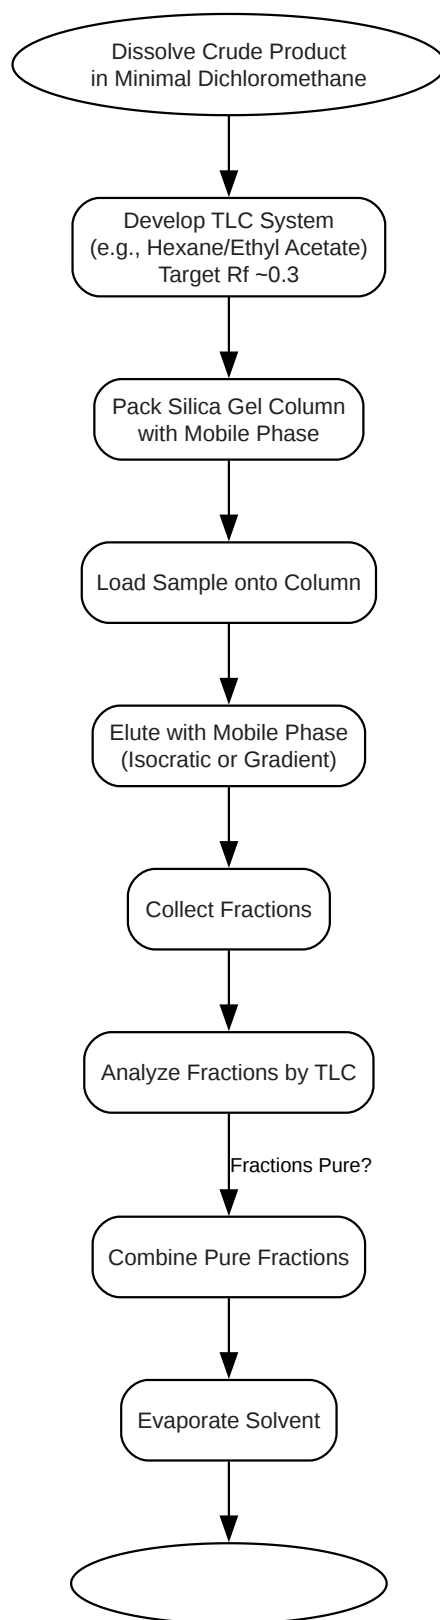 Dissolve Crude Product
in Minimal Dichloromethane
Develop TLC System
(e.g., Hexane/Ethyl Acetate)
Target Rf ~0.3
Pack Silica Gel Column
with Mobile Phase
Load Sample onto Column
Elute with Mobile Phase
(Isocratic or Gradient)
Collect Fractions
Analyze Fractions by TLC
Fractions Pure?
Combine Pure Fractions
Evaporate Solvent